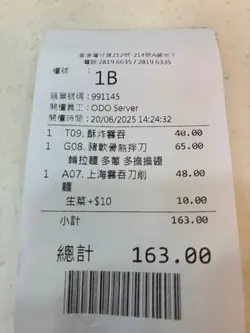 香港灣仔道212號-214號A舖地下
電話:2819 6635 / 2819 6335
檯號 : 1B
賬單號碼:991145
開檯員工:ODO Server
開檯時間:20/06/2025 14:24:32
1 T09. 酥炸雲吞 40.00
1 G08. 豬軟骨熱拌刀 65.00
轉拉麵 多蔥 多擔擔醬
1 A07. 上海雲吞刀削 48.00
麵
生菜+$10 10.00
小計 163.00
總計 163.00